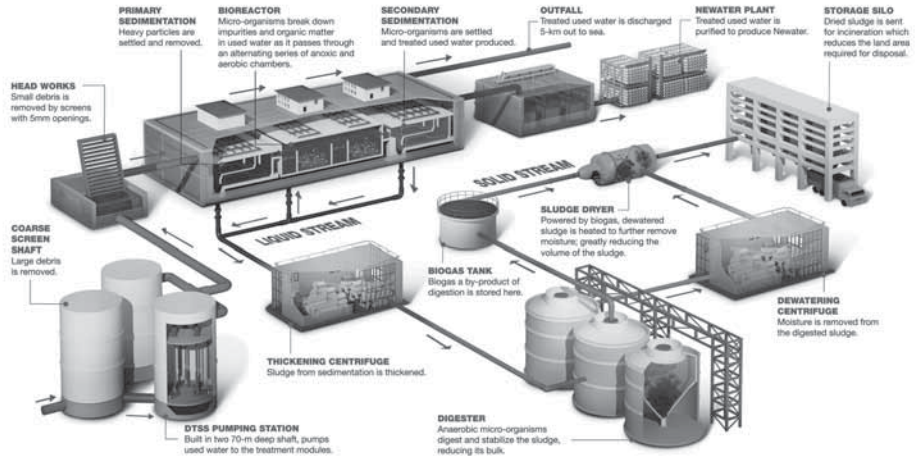 PRIMARY
SEDIMENTATION
Heavy particles are
settled and removed.
BIOREACTOR
Micro-organisms break down
impurities and organic matter
in used water as it passes through
an alternating series of anoxic and
aerobic chambers.
SECONDARY
SEDIMENTATION
Micro-organisms are settled
and treated used water produced.
OUTFALL
Treated used water is discharged
5-km out to sea.
NEWATER PLANT
Treated used water is
purified to produce Newater.
STORAGE SILO
Dried sludge is sent
for incineration which
reduces the land area
required for disposal.
HEAD WORKS
Small debris is
removed by screens
with 5mm openings.
SOLID STREAM
LIQUID STREAM
SLUDGE DRYER
Powered by biogas, dewatered
sludge is heated to further remove
moisture; greatly reducing the
volume of the sludge.
COARSE
SCREEN
SHAFT
Large debris
is removed.
BIOGAS TANK
Biogas a by-product of
digestion is stored here.
DEWATERING
CENTRIFUGE
Moisture is removed from
the digested sludge.
THICKENING CENTRIFUGE
Sludge from sedimentation is thickened.
DTSS PUMPING STATION
Built in two 70-m deep shaft, pumps
used water to the treatment modules.
DIGESTER
Anaerobic micro-organisms
digest and stabilize the sludge,
reducing its bulk.